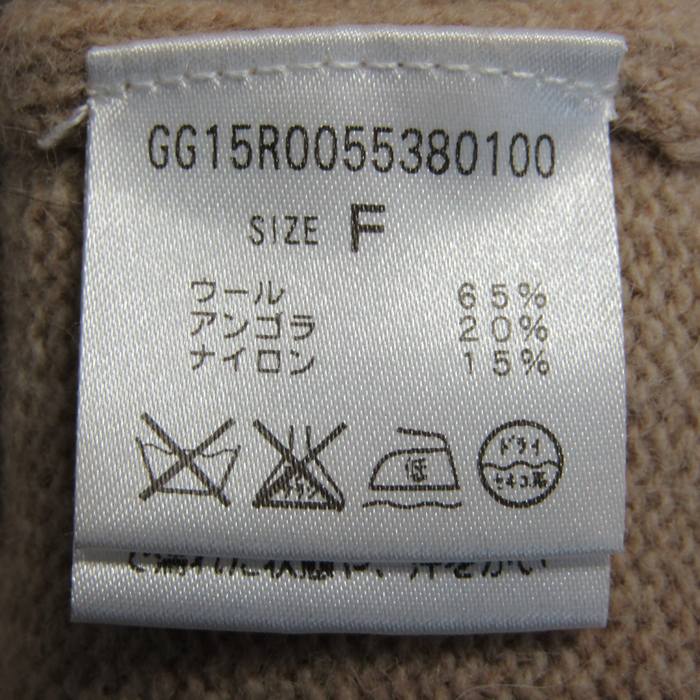 GG15R0055380100
SIZE F
ウール 65%
アンゴラ 20%
ナイロン 15%
低
ドライ
セキユ系